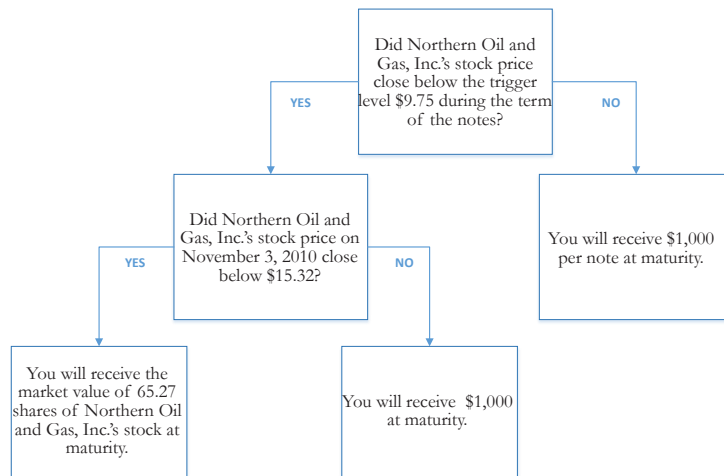 Did Northern Oil and
Gas, Inc.'s stock price
close below the trigger
level $9.75 during the term
of the notes?
YES
NO
Did Northern Oil and
Gas, Inc.'s stock price on
November 3, 2010 close
below $15.32?
You will receive $1,000
per note at maturity.
YES
NO
You will receive the
market value of 65.27
shares of Northern Oil
and Gas, Inc.'s stock at
maturity.
You will receive $1,000
at maturity.